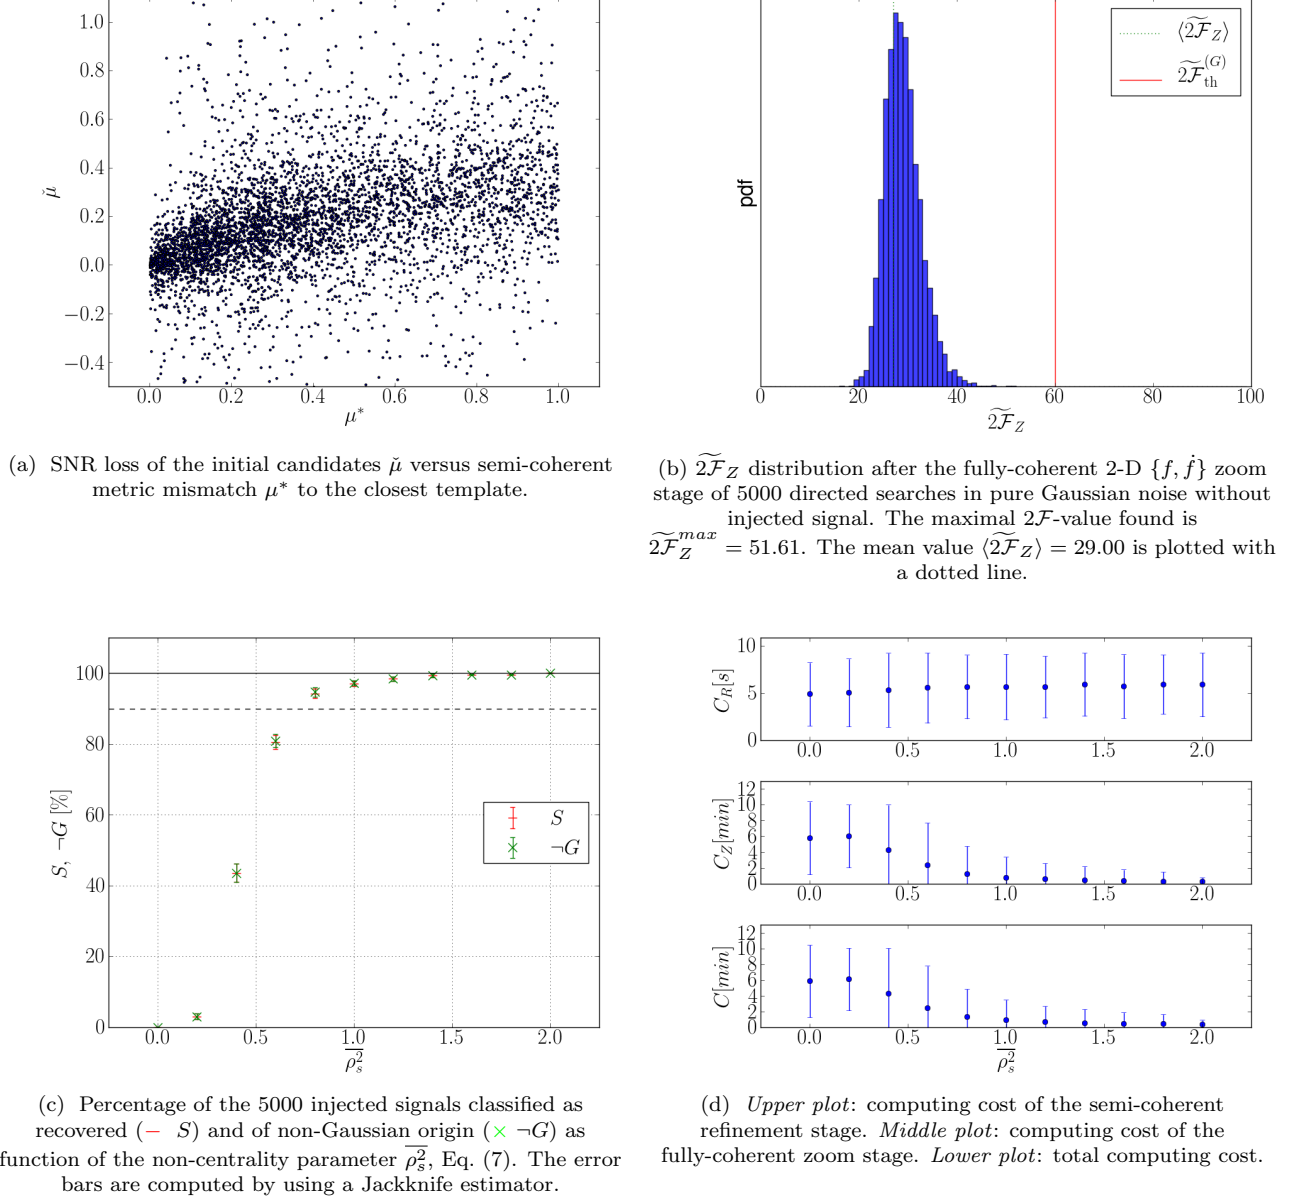 1.0
0.8
0.6
0.4
0.2
0.0
−0.2
−0.4
μ̌
0.0 0.2 0.4 0.6 0.8 1.0
μ*
(a) SNR loss of the initial candidates μ̌ versus semi-coherent
metric mismatch μ* to the closest template.
pdf
⟨2ℱ̃_Z⟩
2ℱ̃_th^(G)
0 20 40 60 80 100
2ℱ̃_Z
(b) 2ℱ̃_Z distribution after the fully-coherent 2-D {f, ḟ} zoom
stage of 5000 directed searches in pure Gaussian noise without
injected signal. The maximal 2ℱ-value found is
2ℱ̃_Z^max = 51.61. The mean value ⟨2ℱ̃_Z⟩ = 29.00 is plotted with
a dotted line.
100
80
60
40
20
0
S, ¬G [%]
S
¬G
0.0 0.5 1.0 1.5 2.0
ρ_s^2
(c) Percentage of the 5000 injected signals classified as
recovered (− S) and of non-Gaussian origin (× ¬G) as
function of the non-centrality parameter ρ_s^2, Eq. (7). The error
bars are computed by using a Jackknife estimator.
10
5
0
C_R[s]
0.0 0.5 1.0 1.5 2.0
12
10
8
6
4
2
0
C_Z[min]
0.0 0.5 1.0 1.5 2.0
12
10
8
6
4
2
0
C[min]
0.0 0.5 1.0 1.5 2.0
ρ_s^2
(d) Upper plot: computing cost of the semi-coherent
refinement stage. Middle plot: computing cost of the
fully-coherent zoom stage. Lower plot: total computing cost.